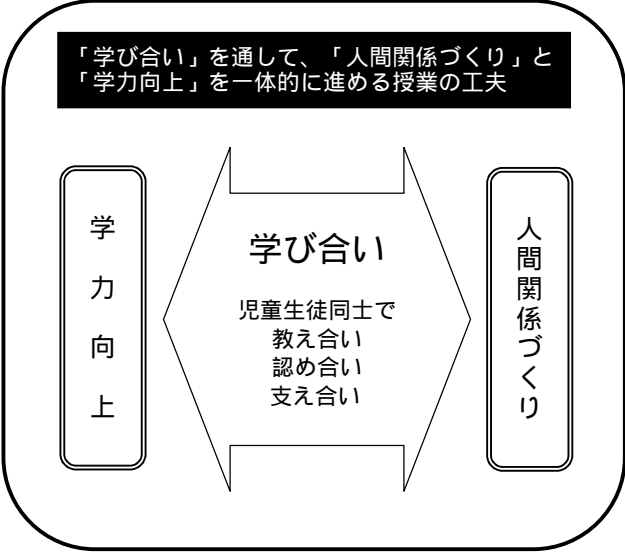 「学び合い」を通して、「人間関係づくり」と
「学力向上」を一体的に進める授業の工夫
学力向上
学び合い
児童生徒同士で
教え合い
認め合い
支え合い
人間関係づくり